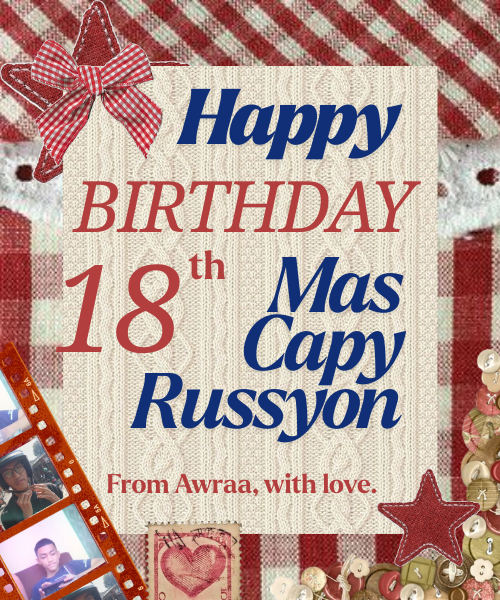 Happy
BIRTHDAY
18th
Mas
Capy
Russyon
From Awraa, with love.